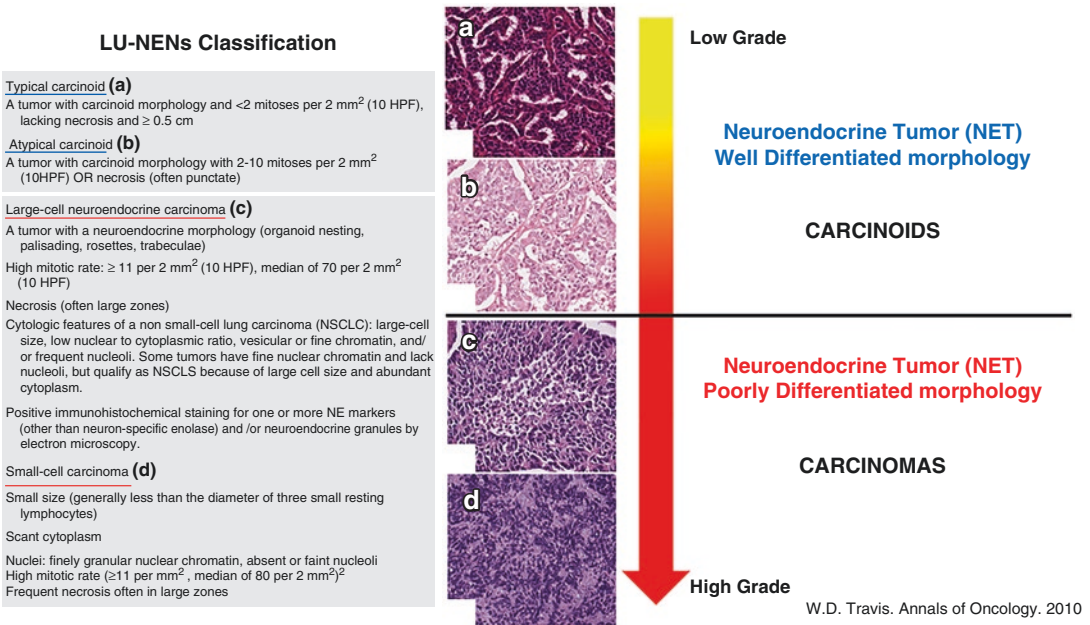 LU-NENs Classification
Typical carcinoid (a)
A tumor with carcinoid morphology and <2 mitoses per 2 mm² (10 HPF),
lacking necrosis and ≥ 0.5 cm
Atypical carcinoid (b)
A tumor with carcinoid morphology with 2-10 mitoses per 2 mm²
(10HPF) OR necrosis (often punctate)
Large-cell neuroendocrine carcinoma (c)
A tumor with a neuroendocrine morphology (organoid nesting,
palisading, rosettes, trabeculae)
High mitotic rate: ≥ 11 per 2 mm² (10 HPF), median of 70 per 2 mm²
(10 HPF)
Necrosis (often large zones)
Cytologic features of a non small-cell lung carcinoma (NSCLC): large-cell
size, low nuclear to cytoplasmic ratio, vesicular or fine chromatin, and/
or frequent nucleoli. Some tumors have fine nuclear chromatin and lack
nucleoli, but qualify as NSCLS because of large cell size and abundant
cytoplasm.
Positive immunohistochemical staining for one or more NE markers
(other than neuron-specific enolase) and /or neuroendocrine granules by
electron microscopy.
Small-cell carcinoma (d)
Small size (generally less than the diameter of three small resting
lymphocytes)
Scant cytoplasm
Nuclei: finely granular nuclear chromatin, absent or faint nucleoli
High mitotic rate (≥11 per mm² , median of 80 per 2 mm²)²
Frequent necrosis often in large zones
a
b
c
d
Low Grade
Neuroendocrine Tumor (NET)
Well Differentiated morphology
CARCINOIDS
Neuroendocrine Tumor (NET)
Poorly Differentiated morphology
CARCINOMAS
High Grade
W.D. Travis. Annals of Oncology. 2010